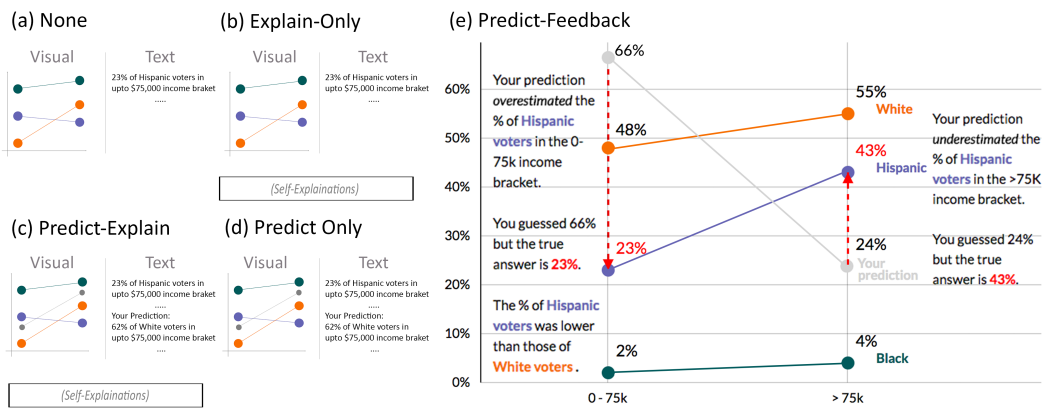 (a) None
Visual
Text
23% of Hispanic voters in
upto $75,000 income braket
.....
(b) Explain-Only
Visual
Text
23% of Hispanic voters in
upto $75,000 income braket
.....
(Self-Explainations)
(c) Predict-Explain
Visual
Text
23% of Hispanic voters in
upto $75,000 income braket
.....
Your Prediction:
62% of White voters in
upto $75,000 income braket
....
(Self-Explainations)
(d) Predict Only
Visual
Text
23% of Hispanic voters in
upto $75,000 income braket
.....
Your Prediction:
62% of White voters in
upto $75,000 income braket
....
(e) Predict-Feedback
60%
50%
40%
30%
20%
10%
0%
Your prediction
overestimated the
% of Hispanic
voters in the 0-
75k income
bracket.
You guessed 66%
but the true
answer is 23%.
The % of Hispanic
voters was lower
than those of
White voters .
66%
48%
23%
2%
55%
White
43%
Hispanic
24%
Your
prediction
4%
Black
0 - 75k
> 75k
Your prediction
underestimated the
% of Hispanic
voters in the >75K
income bracket.
You guessed 24%
but the true
answer is 43%.